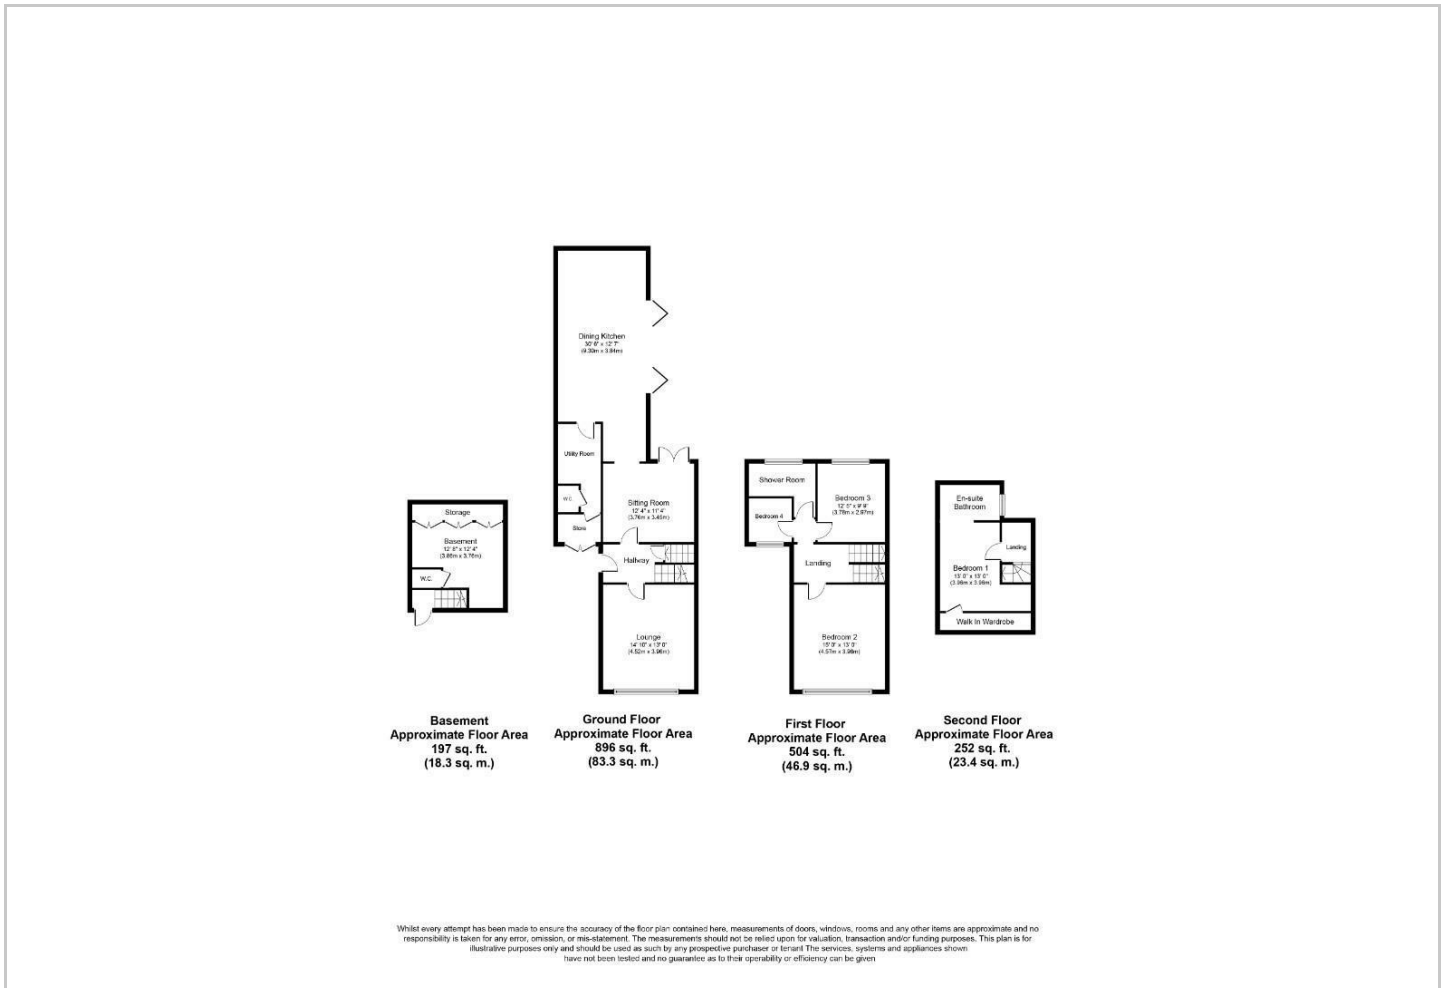 Dining Kitchen
30' 6" x 12' 7"
(9.30m x 3.84m)
Utility Room
W.C.
Store
Sitting Room
12' 4" x 11' 4"
(3.76m x 3.45m)
Hallway
Lounge
14' 10" x 13' 0"
(4.52m x 3.96m)
Storage
Basement
12' 8" x 12' 4"
(3.86m x 3.76m)
W.C.
Shower Room
Bedroom 4
Bedroom 3
12' 5" x 9' 9"
(3.78m x 2.97m)
Landing
Bedroom 2
15' 0" x 13' 0"
(4.57m x 3.96m)
En-suite
Bathroom
Landing
Bedroom 1
13' 0" x 13' 0"
(3.96m x 3.96m)
Walk In Wardrobe
Basement
Approximate Floor Area
197 sq. ft.
(18.3 sq. m.)
Ground Floor
Approximate Floor Area
896 sq. ft.
(83.3 sq. m.)
First Floor
Approximate Floor Area
504 sq. ft.
(46.9 sq. m.)
Second Floor
Approximate Floor Area
252 sq. ft.
(23.4 sq. m.)
Whilst every attempt has been made to ensure the accuracy of the floor plan contained here, measurements of doors, windows, rooms and any other items are approximate and no
responsibility is taken for any error, omission, or mis-statement. The measurements should not be relied upon for valuation, transaction and/or funding purposes. This plan is for
illustrative purposes only and should be used as such by any prospective purchaser or tenant The services, systems and appliances shown
have not been tested and no guarantee as to their operability or efficiency can be given